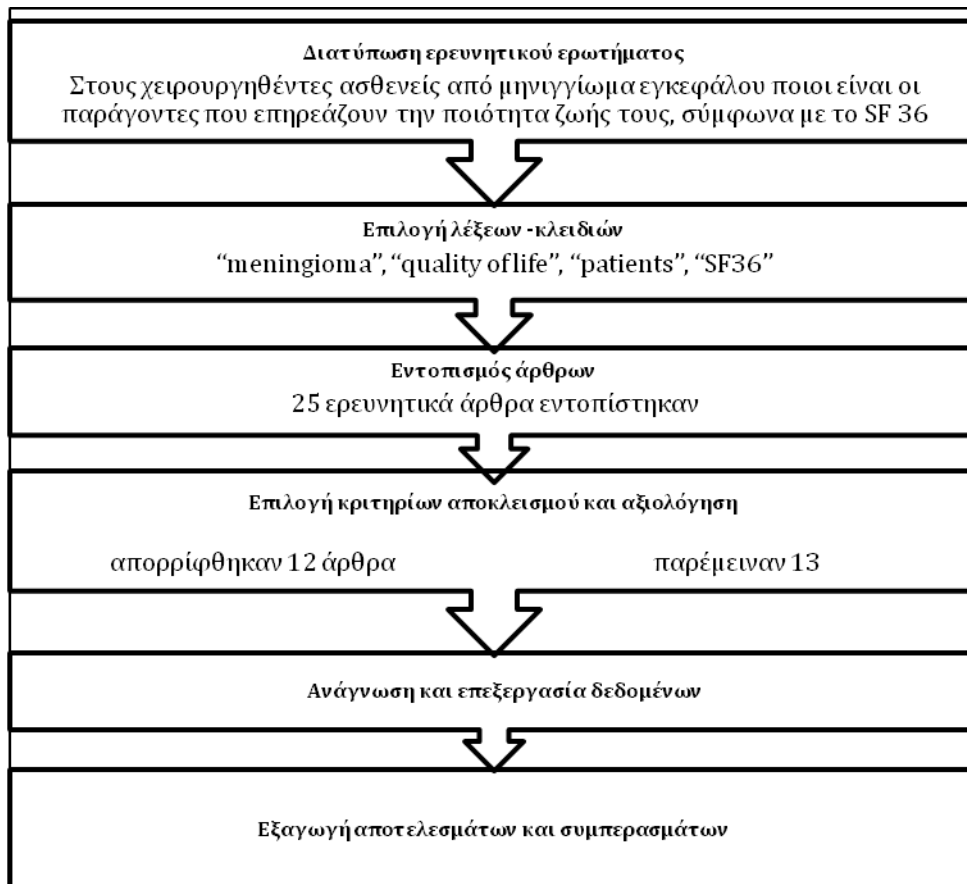 Διατύπωση ερευνητικού ερωτήματος
Στους χειρουργηθέντες ασθενείς από μηνιγγίωμα εγκεφάλου ποιοι είναι οι
παράγοντες που επηρεάζουν την ποιότητα ζωής τους, σύμφωνα με το SF 36
Επιλογή λέξεων -κλειδιών
“meningioma”, “quality of life”, “patients”, “SF36”
Εντοπισμός άρθρων
25 ερευνητικά άρθρα εντοπίστηκαν
Επιλογή κριτηρίων αποκλεισμού και αξιολόγηση
απορρίφθηκαν 12 άρθρα παρέμειναν 13
Ανάγνωση και επεξεργασία δεδομένων
Εξαγωγή αποτελεσμάτων και συμπερασμάτων